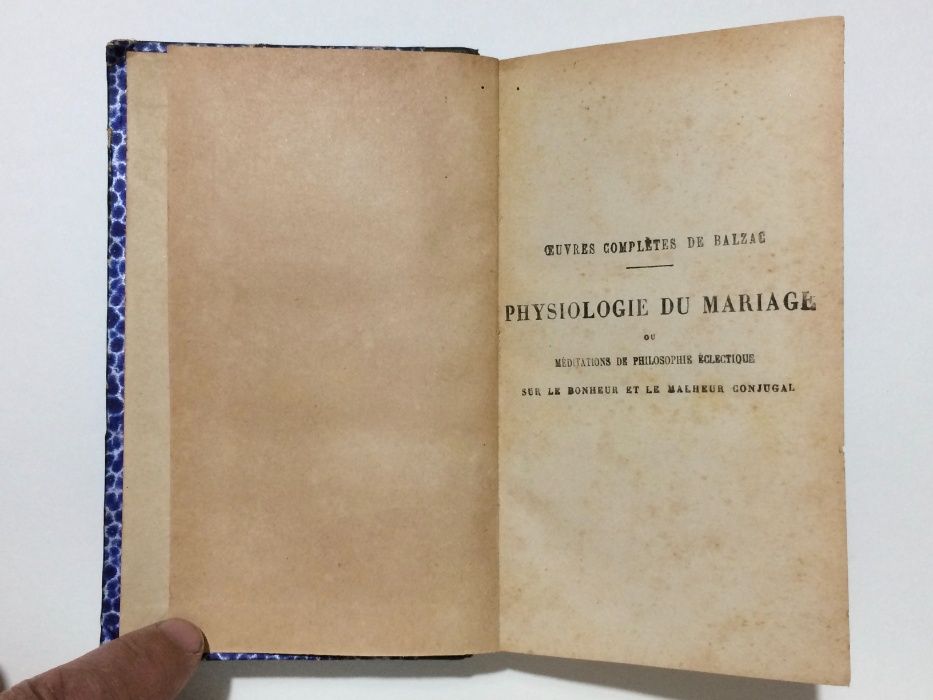 ŒUVRES COMPLÈTES DE BALZAC
PHYSIOLOGIE DU MARIAGE
OU
MÉDITATIONS DE PHILOSOPHIE ÉCLECTIQUE
SUR LE BONHEUR ET LE MALHEUR CONJUGAL